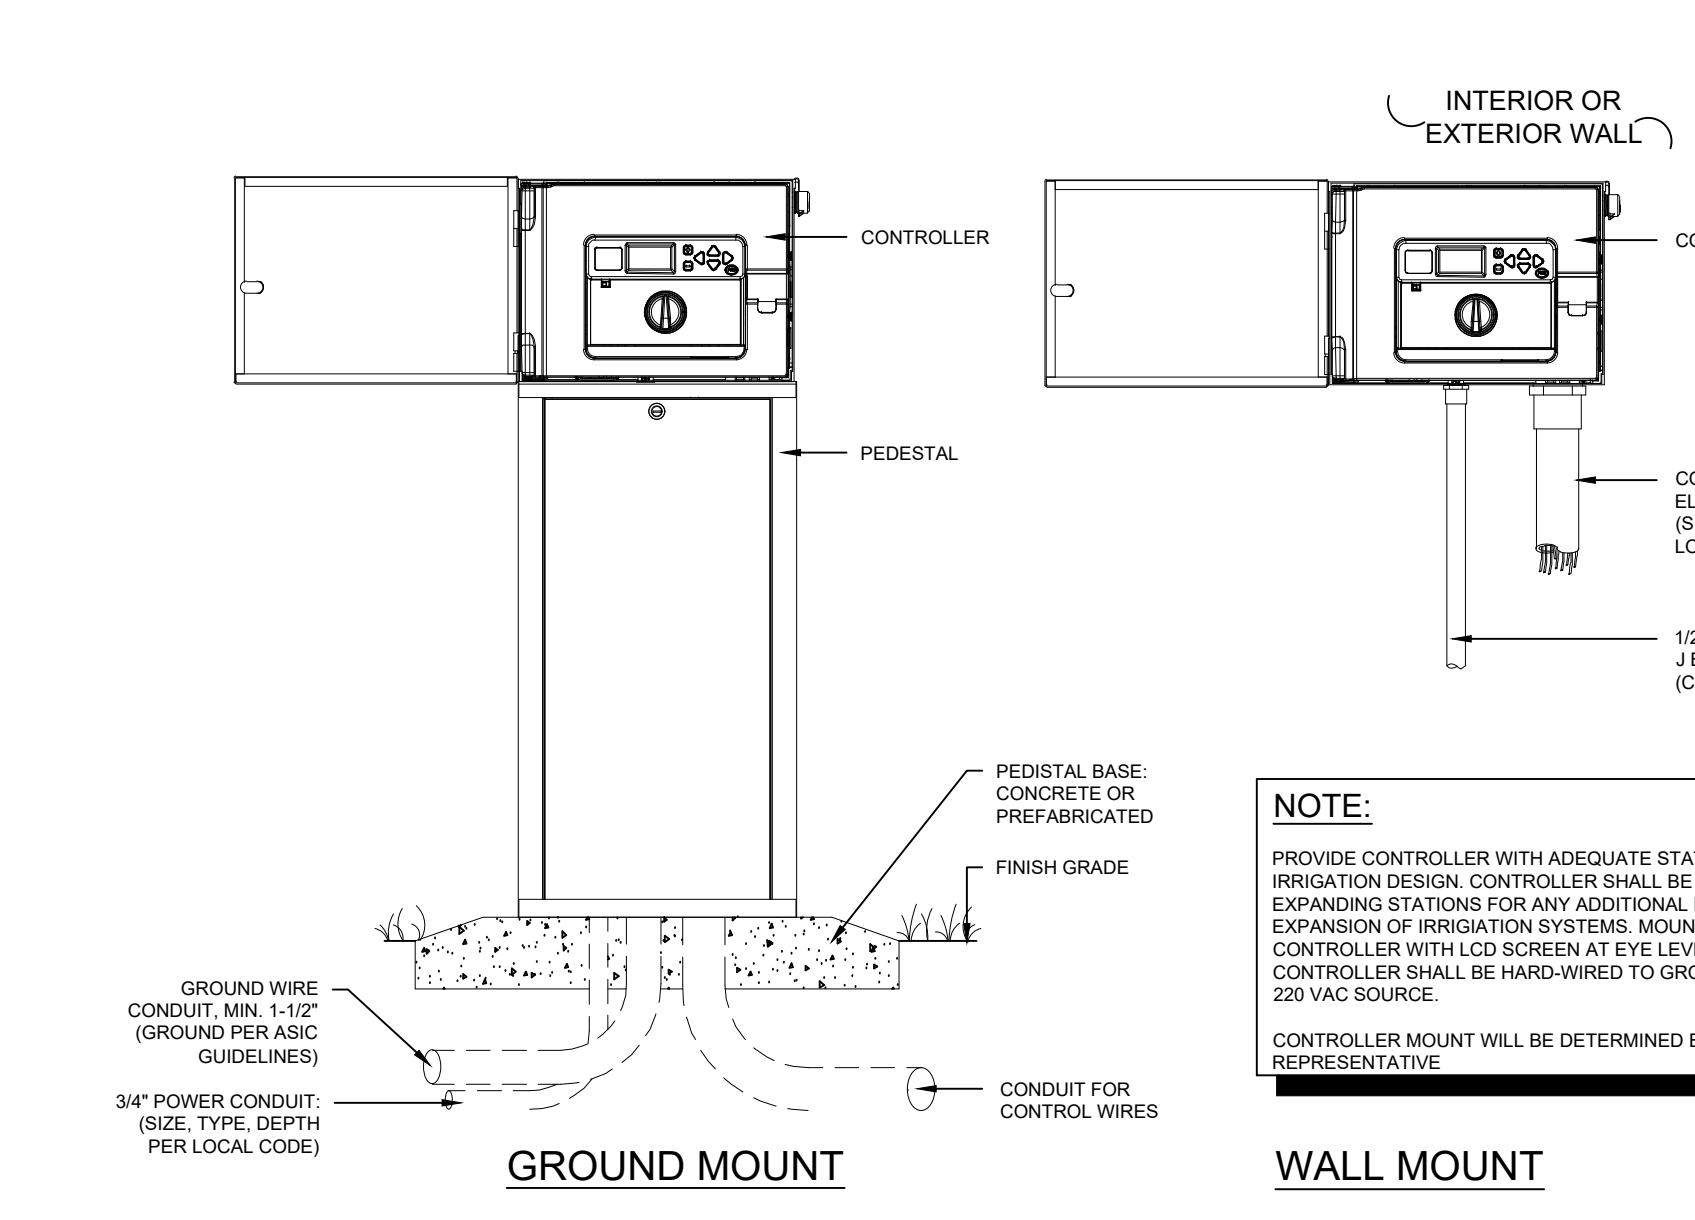 INTERIOR OR
EXTERIOR WALL
CONTROLLER
PEDESTAL
PEDISTAL BASE:
CONCRETE OR
PREFABRICATED
FINISH GRADE
GROUND WIRE
CONDUIT, MIN. 1-1/2"
(GROUND PER ASIC
GUIDELINES)
3/4" POWER CONDUIT:
(SIZE, TYPE, DEPTH
PER LOCAL CODE)
CONDUIT FOR
CONTROL WIRES
GROUND MOUNT
NOTE:
PROVIDE CONTROLLER WITH ADEQUATE
IRRIGATION DESIGN. CONTROLLER SHALL BE
EXPANDING STATIONS FOR ANY ADDITIONAL
EXPANSION OF IRRIGIATION SYSTEMS.
CONTROLLER WITH LCD SCREEN AT EYE
CONTROLLER SHALL BE HARD-WIRED TO
220 VAC SOURCE.
CONTROLLER MOUNT WILL BE DETERMINED
REPRESENTATIVE
WALL MOUNT